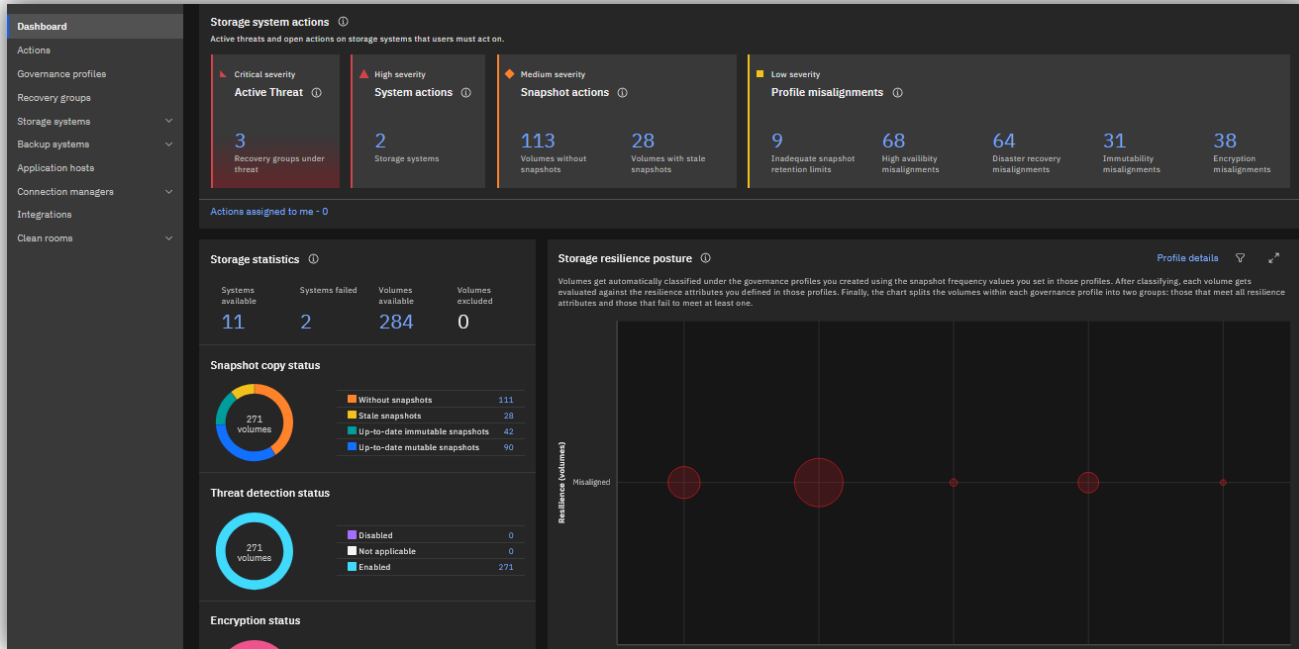 Dashboard
Actions
Governance profiles
Recovery groups
Storage systems
Backup systems
Application hosts
Connection managers
Integrations
Clean rooms
Storage system actions
Active threats and open actions on storage systems that users must act on.
Critical severity
Active Threat
3
Recovery groups under
threat
High severity
System actions
2
Storage systems
Medium severity
Snapshot actions
113
Volumes without
snapshots
28
Volumes with stale
snapshots
Low severity
Profile misalignments
9
Inadequate snapshot
retention limits
68
High availibity
misalignments
64
Disaster recovery
misalignments
31
Immutability
misalignments
38
Encryption
misalignments
Actions assigned to me - 0
Storage statistics
Systems
available
11
Systems failed
2
Volumes
available
284
Volumes
excluded
0
Snapshot copy status
271
volumes
Without snapshots 111
Stale snapshots 28
Up-to-date immutable snapshots 42
Up-to-date mutable snapshots 90
Threat detection status
271
volumes
Disabled 0
Not applicable 0
Enabled 271
Encryption status
Storage resilience posture
Profile details
Volumes get automatically classified under the governance profiles you created using the snapshot frequency values you set in those profiles. After classifying, each volume gets
evaluated against the resilience attributes you defined in those profiles. Finally, the chart splits the volumes within each governance profile into two groups: those that meet all resilience
attributes and those that fail to meet at least one.
Resilience (volumes)
Misaligned